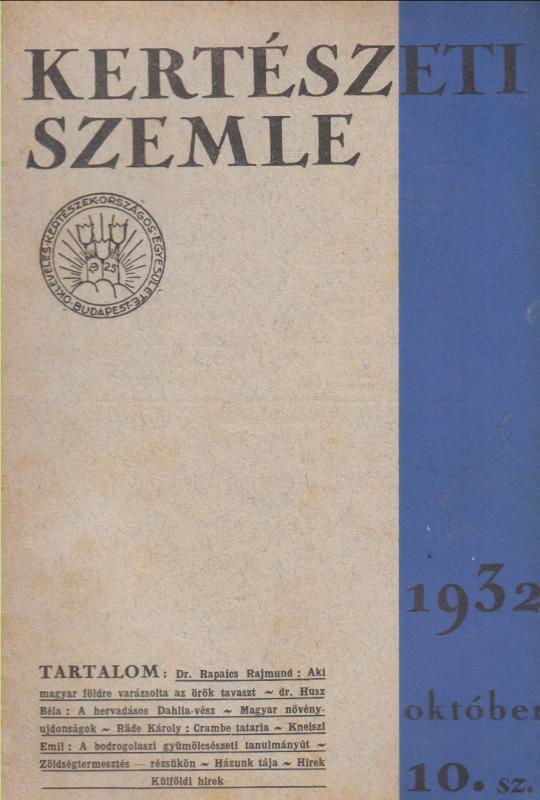 KERTÉSZETI
SZEMLE
OKLEVELES·KERTÉSZEK·ORSZÁGOS·EGYESÜLETE·
BUDAPEST
1925
1932
október
10. sz.
TARTALOM: Dr. Rapaics Rajmund: Aki
magyar földre varázsolta az örök tavaszt ~ dr. Husz
Béla: A hervadásos Dahlia-vész ~ Magyar növény-
ujdonságok ~ Räde Károly: Crambe tataria ~ Kneiszl
Emil: A bodrogolaszi gyümölcsészeti tanulmányút ~
Zöldségtermesztés — rézsükön ~ Házunk tája ~ Hirek
Külföldi hirek